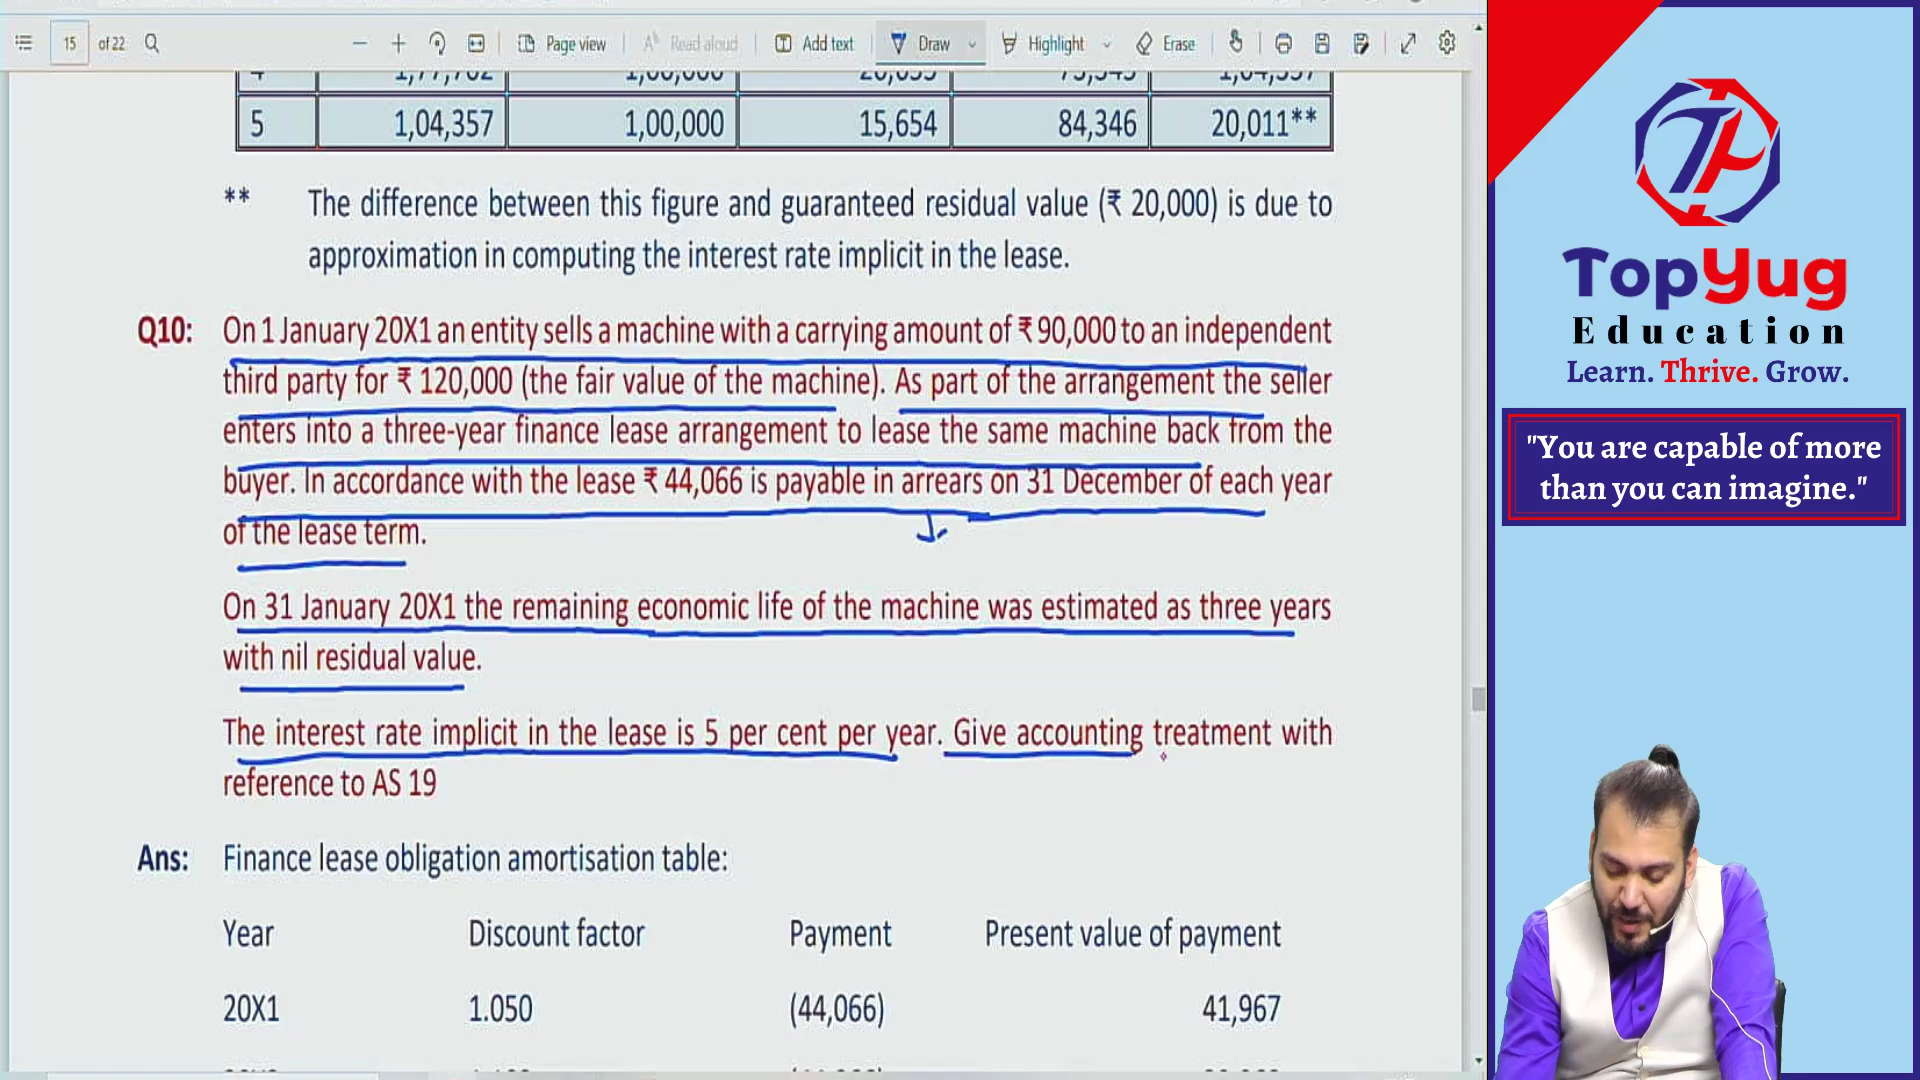 15 of 22 Page view Read aloud Add text Draw Highlight Erase
5 1,04,357 1,00,000 15,654 84,346 20,011**
** The difference between this figure and guaranteed residual value (₹ 20,000) is due to
approximation in computing the interest rate implicit in the lease.
Q10: On 1 January 20X1 an entity sells a machine with a carrying amount of ₹ 90,000 to an independent
third party for ₹ 120,000 (the fair value of the machine). As part of the arrangement the seller
enters into a three-year finance lease arrangement to lease the same machine back from the
buyer. In accordance with the lease ₹ 44,066 is payable in arrears on 31 December of each year
of the lease term.
On 31 January 20X1 the remaining economic life of the machine was estimated as three years
with nil residual value.
The interest rate implicit in the lease is 5 per cent per year. Give accounting treatment with
reference to AS 19
Ans: Finance lease obligation amortisation table:
Year Discount factor Payment Present value of payment
20X1 1.050 (44,066) 41,967
TopYug
Education
Learn. Thrive. Grow.
"You are capable of more
than you can imagine."